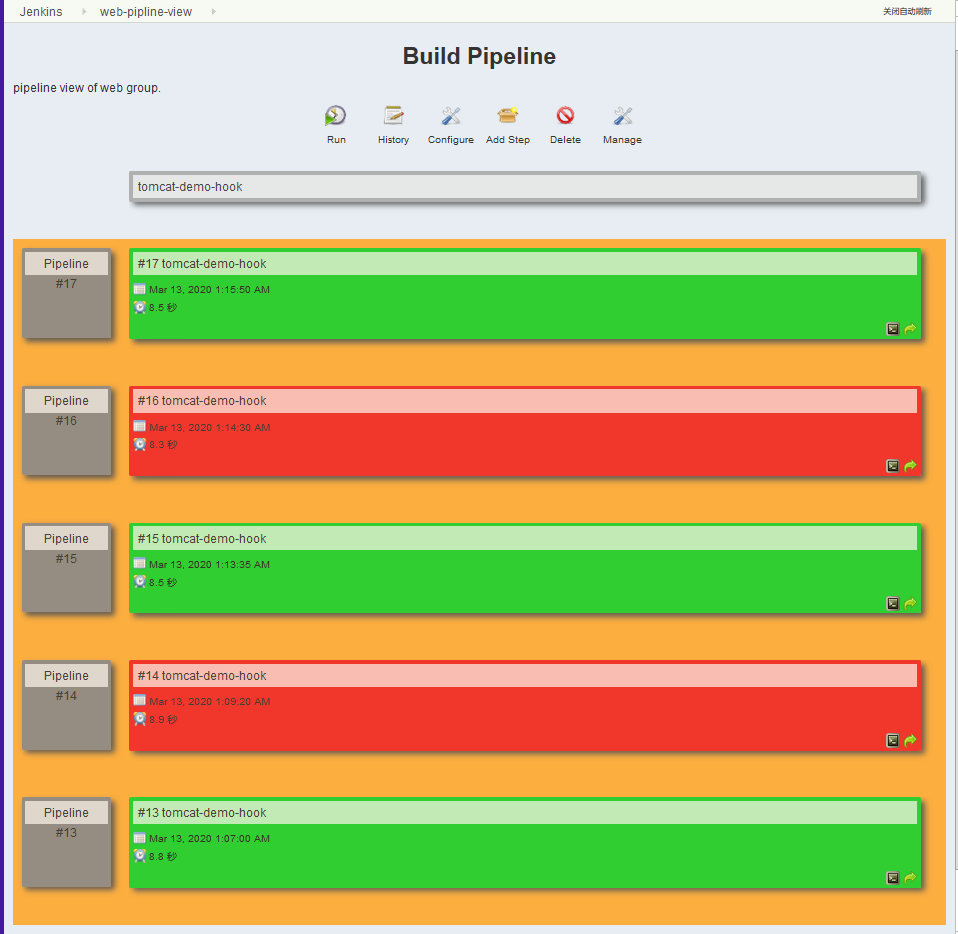 Jenkins web-pipline-view 关闭自动刷新
Build Pipeline
pipeline view of web group.
Run History Configure Add Step Delete Manage
tomcat-demo-hook
Pipeline #17 tomcat-demo-hook
#17
Mar 13, 2020 1:15:50 AM
8.5 秒
Pipeline #16 tomcat-demo-hook
#16
Mar 13, 2020 1:14:30 AM
8.3 秒
Pipeline #15 tomcat-demo-hook
#15
Mar 13, 2020 1:13:35 AM
8.5 秒
Pipeline #14 tomcat-demo-hook
#14
Mar 13, 2020 1:09:20 AM
8.9 秒
Pipeline #13 tomcat-demo-hook
#13
Mar 13, 2020 1:07:00 AM
8.8 秒